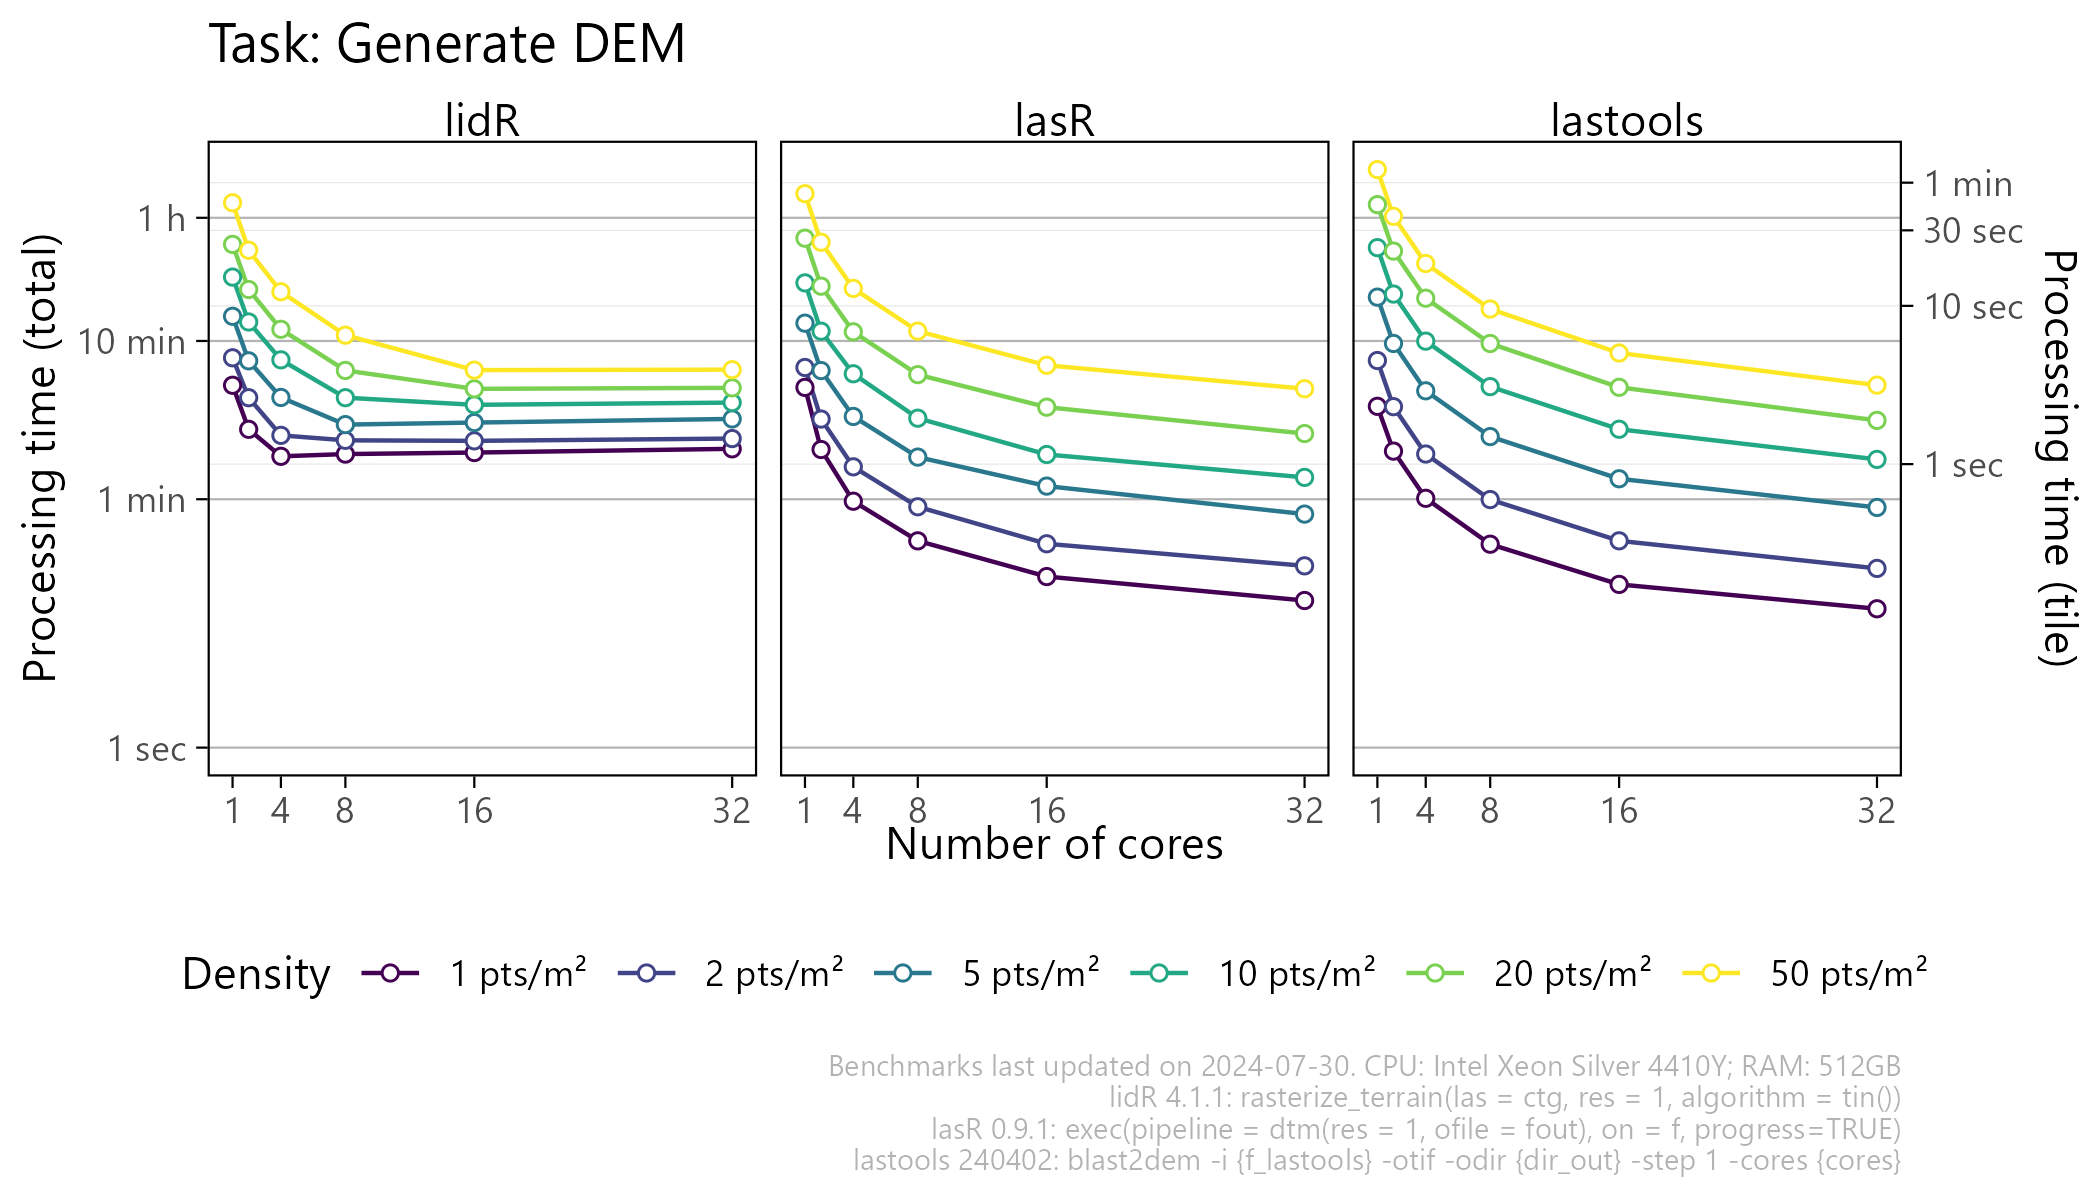 Task: Generate DEM
lidR
lasR
lastools
Processing time (total)
1 h
10 min
1 min
1 sec
1 min
30 sec
10 sec
1 sec
Processing time (tile)
1 4 8 16 32
1 4 8 16 32
1 4 8 16 32
Number of cores
Density 1 pts/m² 2 pts/m² 5 pts/m² 10 pts/m² 20 pts/m² 50 pts/m²
Benchmarks last updated on 2024-07-30. CPU: Intel Xeon Silver 4410Y; RAM: 512GB
lidR 4.1.1: rasterize_terrain(las = ctg, res = 1, algorithm = tin())
lasR 0.9.1: exec(pipeline = dtm(res = 1, ofile = fout), on = f, progress=TRUE)
lastools 240402: blast2dem -i {f_lastools} -otif -odir {dir_out} -step 1 -cores {cores}